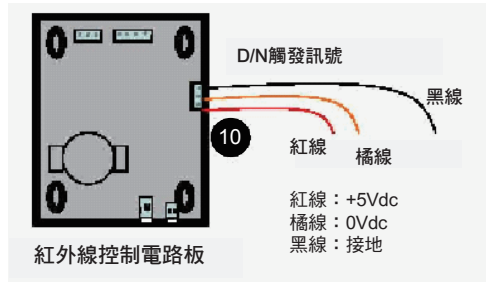 D/N觸發訊號
黑線
10
紅線
橘線
紅線：+5Vdc
橘線：0Vdc
黑線：接地
紅外線控制電路板